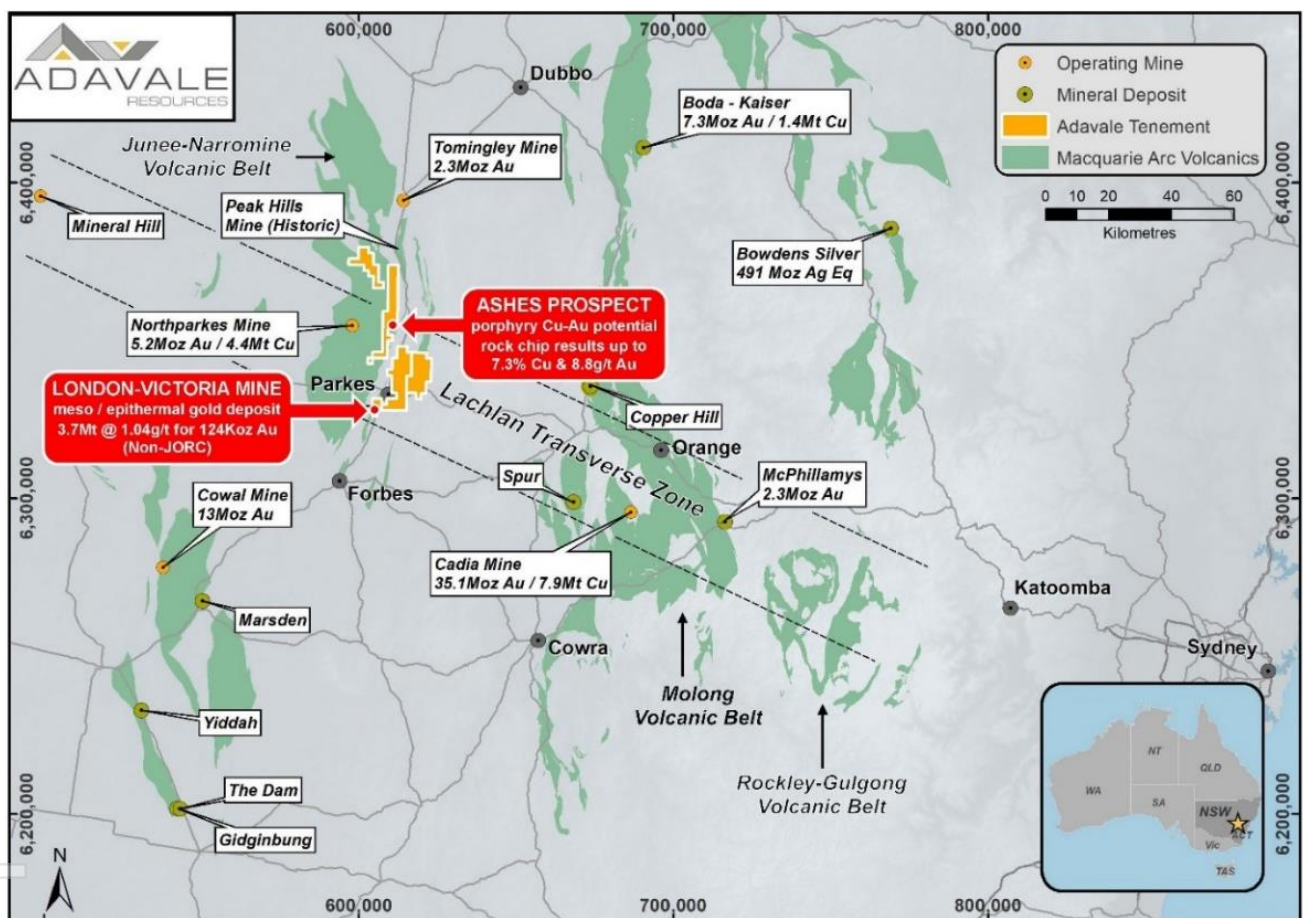 ADAVALE
RESOURCES
600,000
700,000
800,000
Operating Mine
Mineral Deposit
Adavale Tenement
Macquarie Arc Volcanics
0 20 40 60
Kilometres
Dubbo
Boda - Kaiser
7.3Moz Au / 1.4Mt Cu
Junee-Narromine
Volcanic Belt
Tomingley Mine
2.3Moz Au
6,400,000
6,400,000
Mineral Hill
Peak Hills
Mine (Historic)
Bowdens Silver
491 Moz Ag Eq
Northparkes Mine
5.2Moz Au / 4.4Mt Cu
ASHES PROSPECT
porphyry Cu-Au potential
rock chip results up to
7.3% Cu & 8.8g/t Au
LONDON-VICTORIA MINE
meso / epithermal gold deposit
3.7Mt @ 1.04g/t for 124Koz Au
(Non-JORC)
Parkes
Lachlan Transverse Zone
Copper Hill
Orange
Forbes
Spur
McPhillamys
2.3Moz Au
6,300,000
6,300,000
Cowal Mine
13Moz Au
Cadia Mine
35.1Moz Au / 7.9Mt Cu
Marsden
Cowra
Katoomba
Sydney
Molong
Volcanic Belt
Yiddah
Rockley-Gulgong
Volcanic Belt
The Dam
Gidginbung
6,200,000
6,200,000
NT
QLD
WA
SA
NSW
ACT
Vic
TAS
N
600,000
700,000
800,000